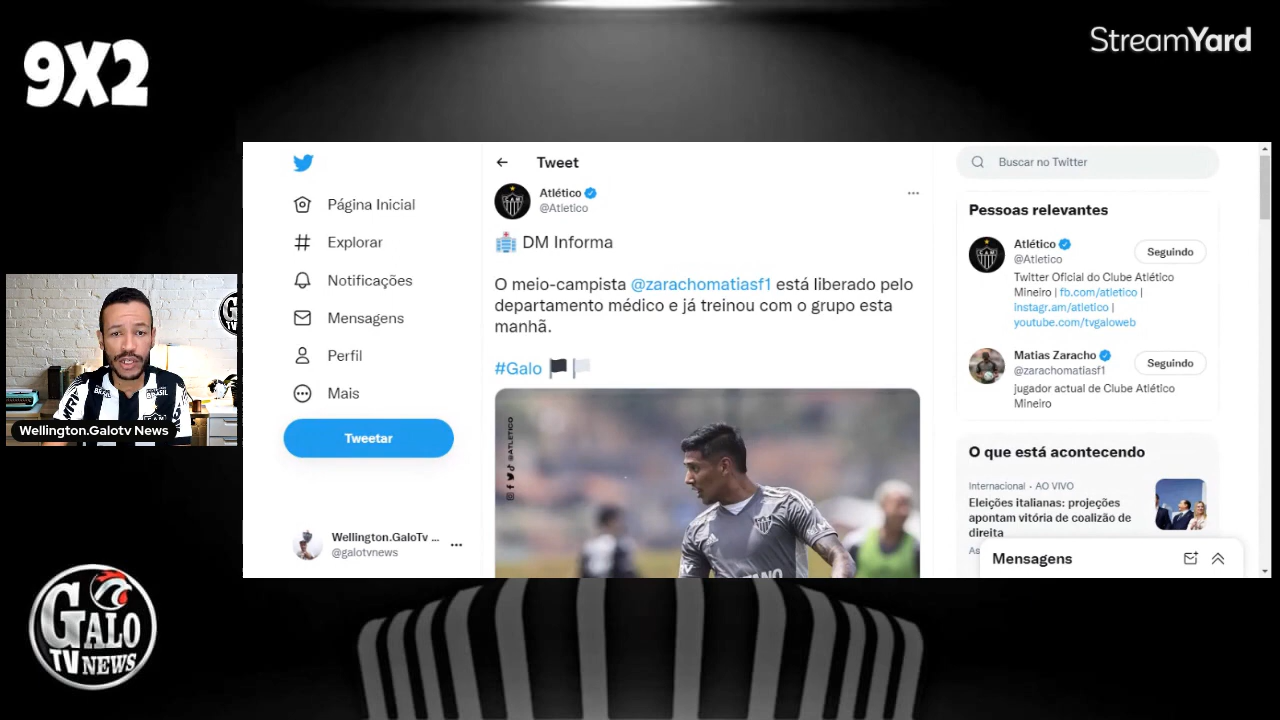 9X2
StreamYard
Página Inicial
Explorar
Notificações
Mensagens
Perfil
Mais
Tweetar
Wellington.GaloTv ...
@galotvnews
Tweet
Atlético
@Atletico
DM Informa
O meio-campista @zarachomatiasf1 está liberado pelo
departamento médico e já treinou com o grupo esta
manhã.
#Galo
@ATLETICO
Buscar no Twitter
Pessoas relevantes
Atlético
@Atletico
Seguindo
Twitter Oficial do Clube Atlético
Mineiro | fb.com/atletico |
instagr.am/atletico |
youtube.com/tvgaloweb
Matias Zaracho
@zarachomatiasf1
Seguindo
jugador actual de Clube Atlético
Mineiro
O que está acontecendo
Internacional · AO VIVO
Eleições italianas: projeções
apontam vitória de coalizão de
direita
Mensagens
BRASIL
Wellington.Galotv News
GALO
TV NEWS